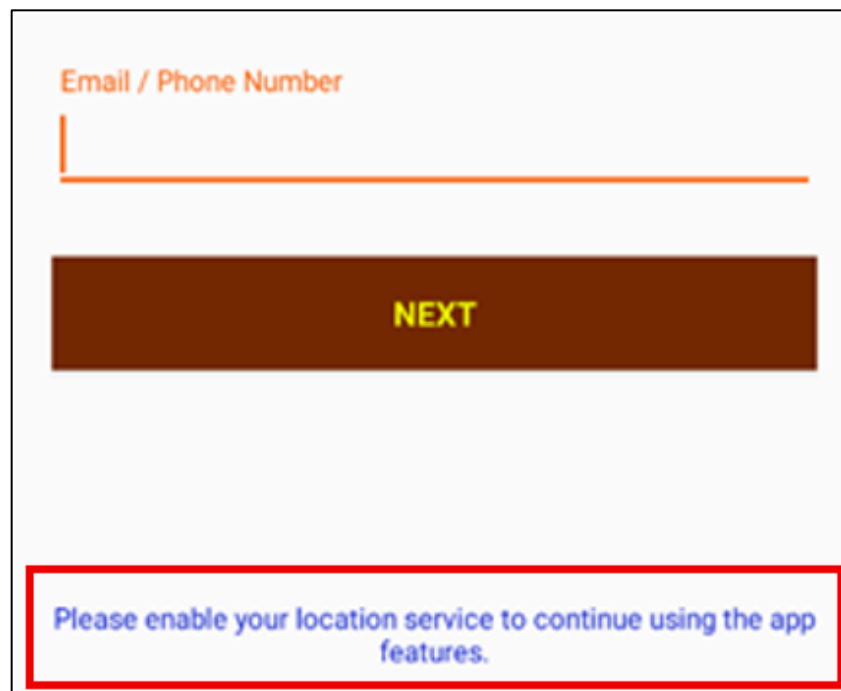 Email / Phone Number
NEXT
Please enable your location service to continue using the app
features.